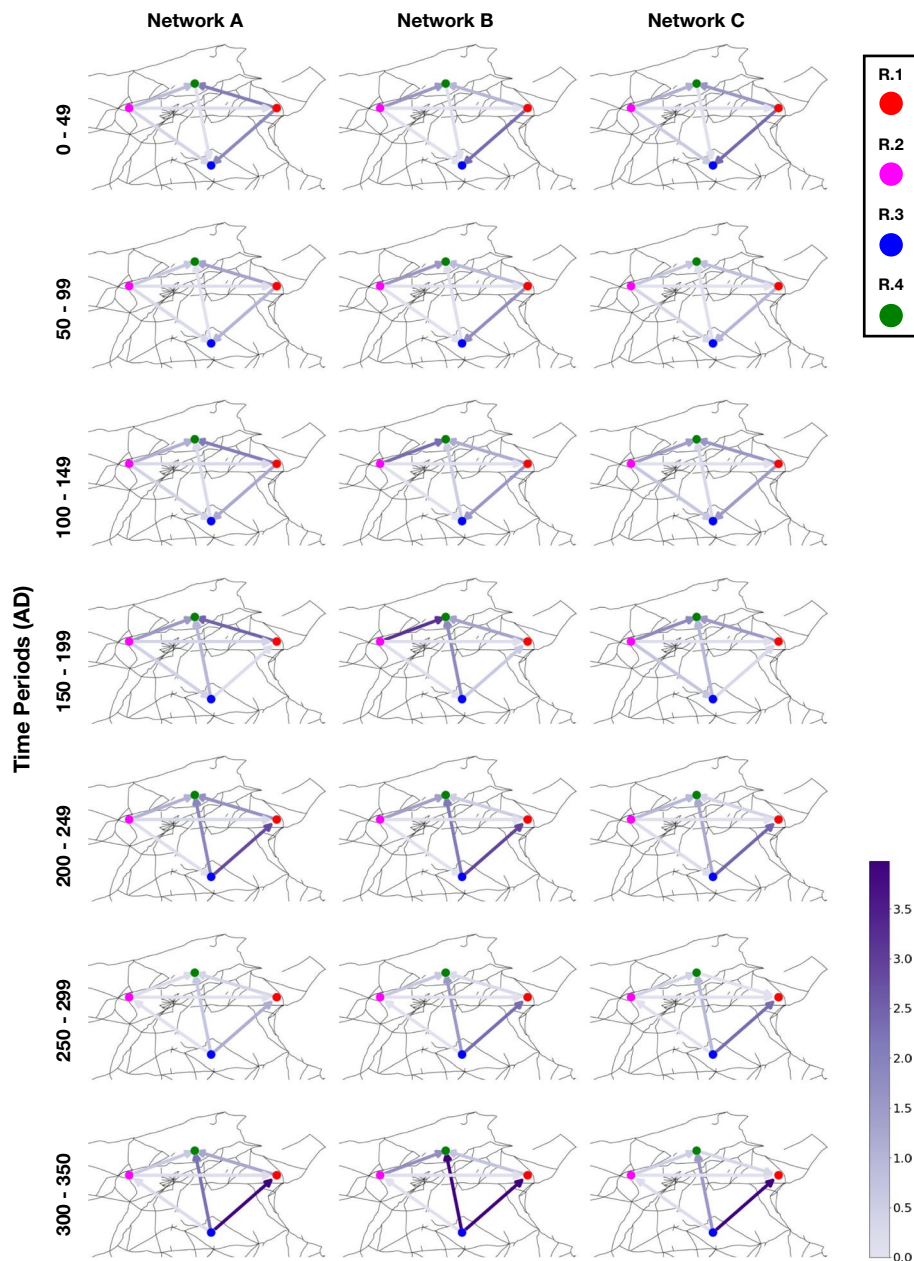 Network A
Network B
Network C
R.1
R.2
R.3
R.4
Time Periods (AD)
0 - 49
50 - 99
100 - 149
150 - 199
200 - 249
250 - 299
300 - 350
3.5
3.0
2.5
2.0
1.5
1.0
0.5
0.0